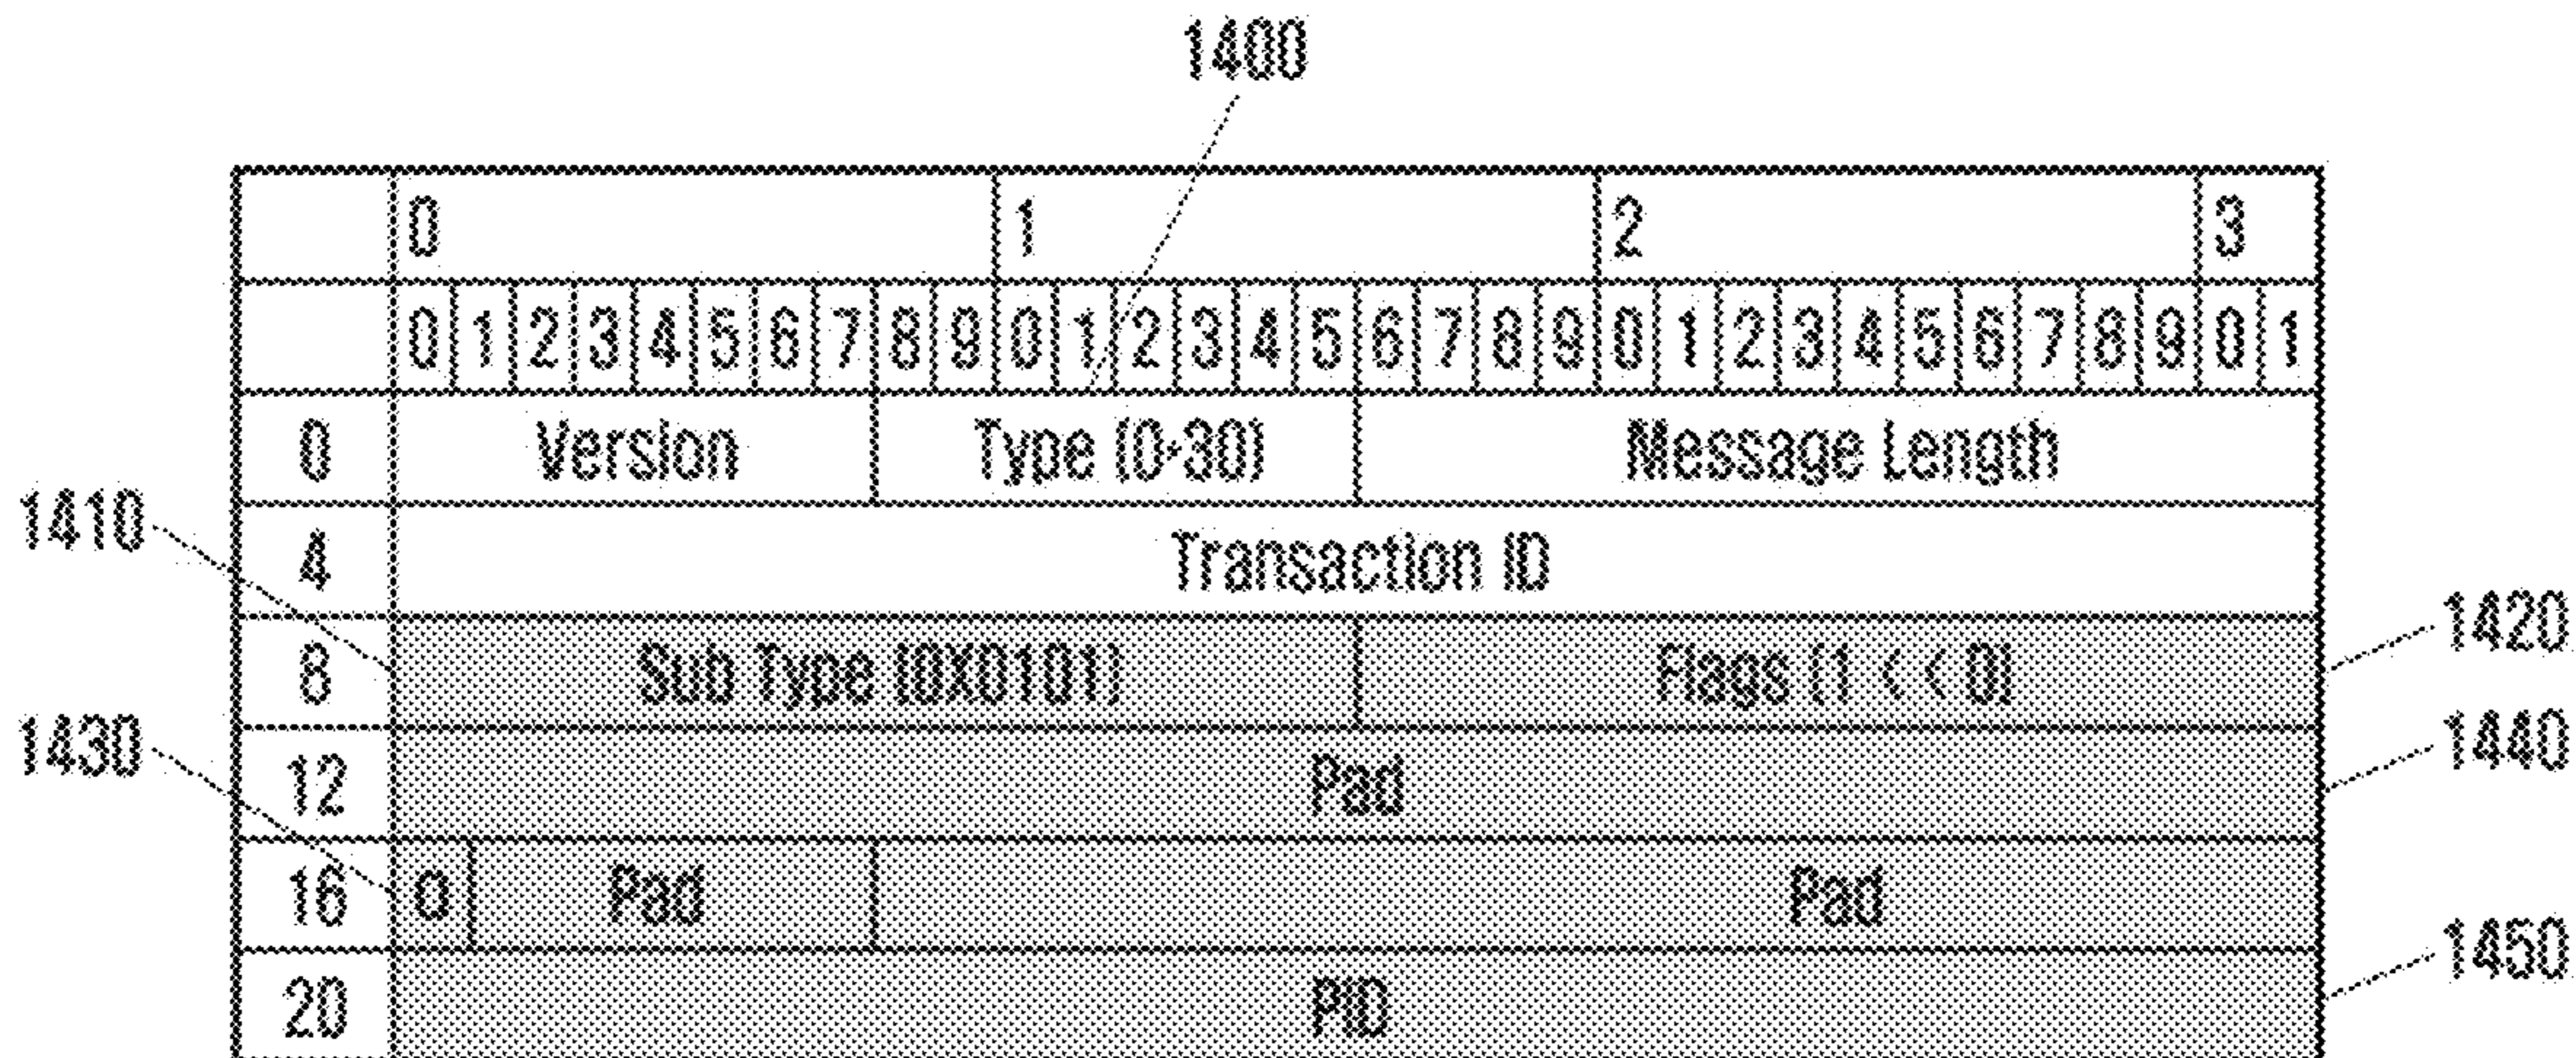 1400
0 1 2 3
0 1 2 3 4 5 6 7 8 9 0 1 2 3 4 5 6 7 8 9 0 1 2 3 4 5 6 7 8 9 0 1
0 Version Type (0-30) Message Length
1410
4 Transaction ID
1420
8 Sub Type (0X0101) Flags (1 << 0)
1430
1440
12 Pad
16 0 Pad Pad
1450
20 PID